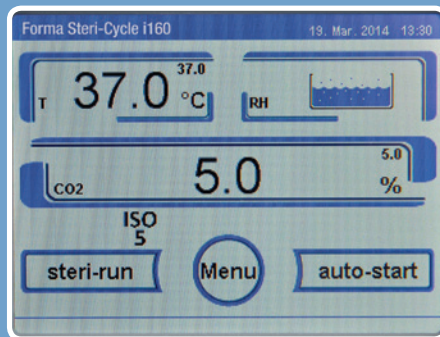 Forma Steri-Cycle i160 19. Mar. 2014 13:30
37.0
T 37.0 °C RH
5.0
CO2 5.0 %
ISO
5
steri-run Menu auto-start